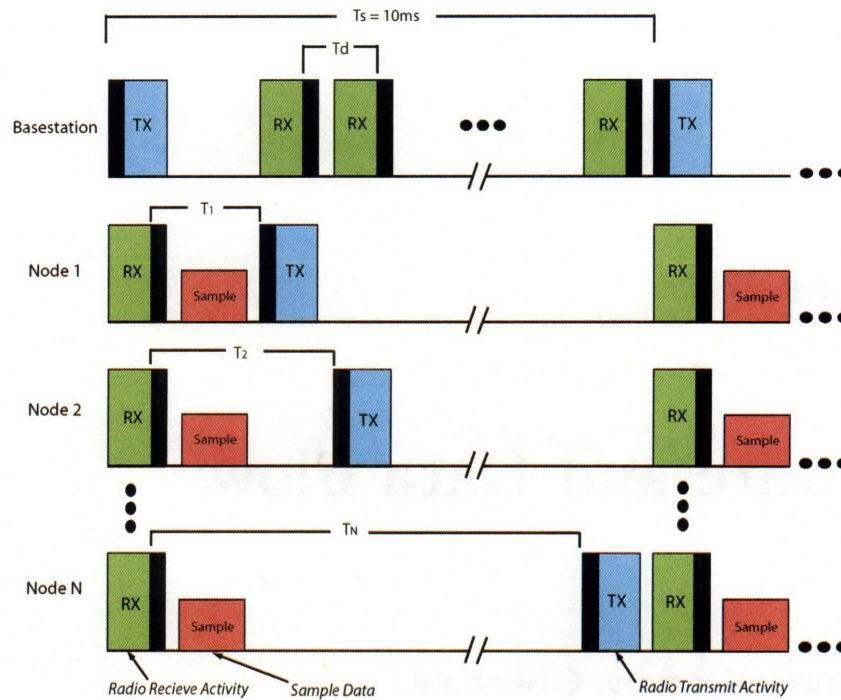 Ts = 10ms
Td
Basestation
TX
RX
RX
RX
TX
T1
Node 1
RX
Sample
TX
RX
Sample
T2
Node 2
RX
Sample
TX
RX
Sample
TN
Node N
RX
Sample
TX
RX
Sample
Radio Recieve Activity
Sample Data
Radio Transmit Activity